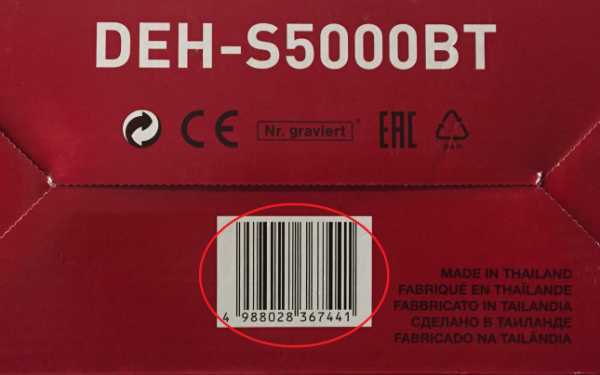 DEH-S5000BT
CE Nr. graviert EAC
PAP
4 988028 367441
MADE IN THAILAND
FABRIQUÉ EN THAÏLANDE
FABBRICATO IN TAILANDIA
СДЕЛАНО В ТАИЛАНДЕ
FABRICADO NA TAILÂNDIA